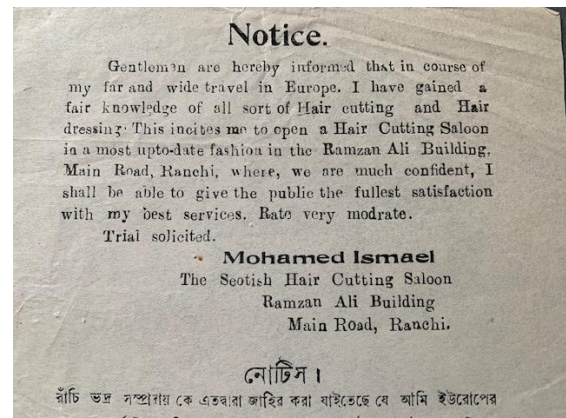 Notice.
Gentlemen are hereby informed that in course of
my far and wide travel in Europe. I have gained a
fair knowledge of all sort of Hair cutting and Hair
dressing. This incites me to open a Hair Cutting Saloon
in a most upto-date fashion in the Ramzan Ali Building,
Main Road, Ranchi, where, we are much confident, I
shall be able to give the public the fullest satisfaction
with my best services. Rate very modrate.
Trial solicited.
Mohamed Ismael
The Scotish Hair Cutting Saloon
Ramzan Ali Building
Main Road, Ranchi.
নোটিস।
রাঁচি ভদ্র সম্প্রদায় কে এতদ্বারা জাহির করা যাইতেছে যে আমি ইউরোপের